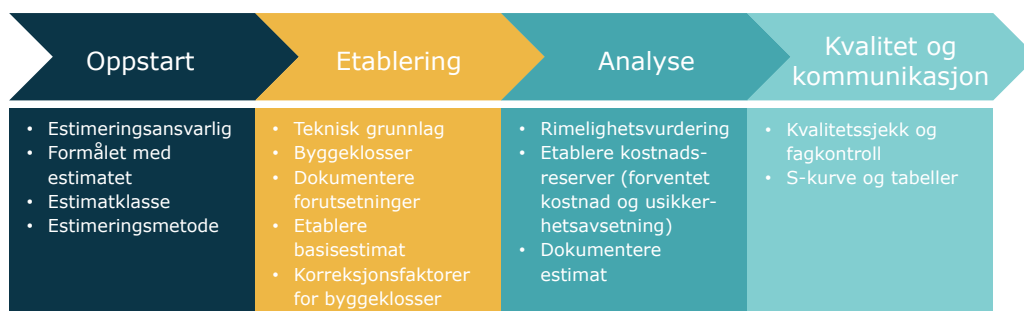 Oppstart
Etablering
Analyse
Kvalitet og
kommunikasjon
• Estimeringsansvarlig
• Formålet med
estimatet
• Estimatklasse
• Estimeringsmetode
• Teknisk grunnlag
• Byggeklosser
• Dokumentere
forutsetninger
• Etablere
basisestimat
• Korreksjonsfaktorer
for byggeklosser
• Rimelighetsvurdering
• Etablere kostnads-
reserver (forventet
kostnad og usikker-
hetsavsetning)
• Dokumentere
estimat
• Kvalitetssjekk og
fagkontroll
• S-kurve og tabeller